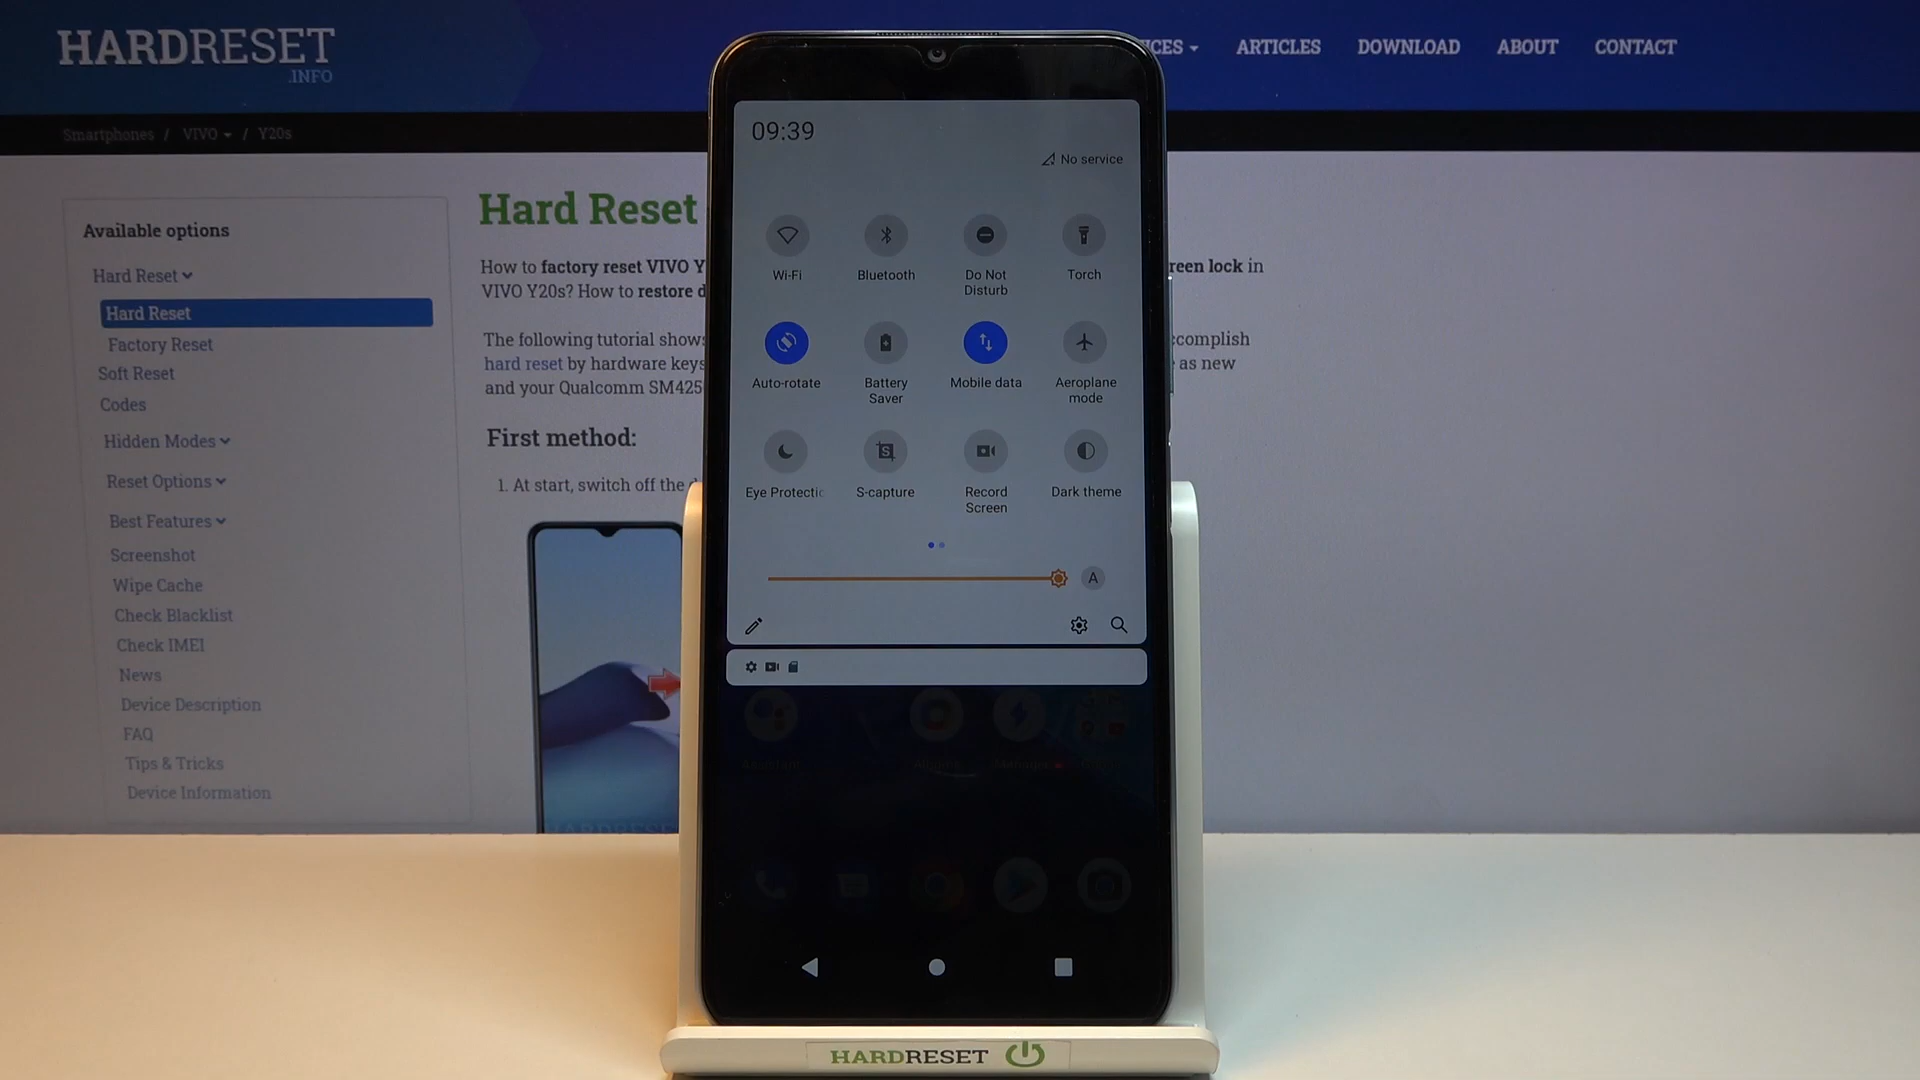 HARDRESET
.INFO
ARTICLES
DOWNLOAD
ABOUT
CONTACT
Smartphones / VIVO / Y20s
Available options
Hard Reset
Hard Reset
Factory Reset
Soft Reset
Codes
Hidden Modes
Reset Options
Best Features
Screenshot
Wipe Cache
Check Blacklist
Check IMEI
News
Device Description
FAQ
Tips & Tricks
Device Information
Hard Reset
How to factory reset VIVO Y
VIVO Y20s? How to restore
in
The following tutorial shows
hard reset by hardware keys
as new
and your Qualcomm
First method:
1. At start, switch off the
09:39
No service
Wi-Fi
Bluetooth
Do Not
Disturb
Torch
Auto-rotate
Battery
Saver
Mobile data
Aeroplane
mode
Eye Protectic
S-capture
Record
Screen
Dark theme
A
HARDRESET